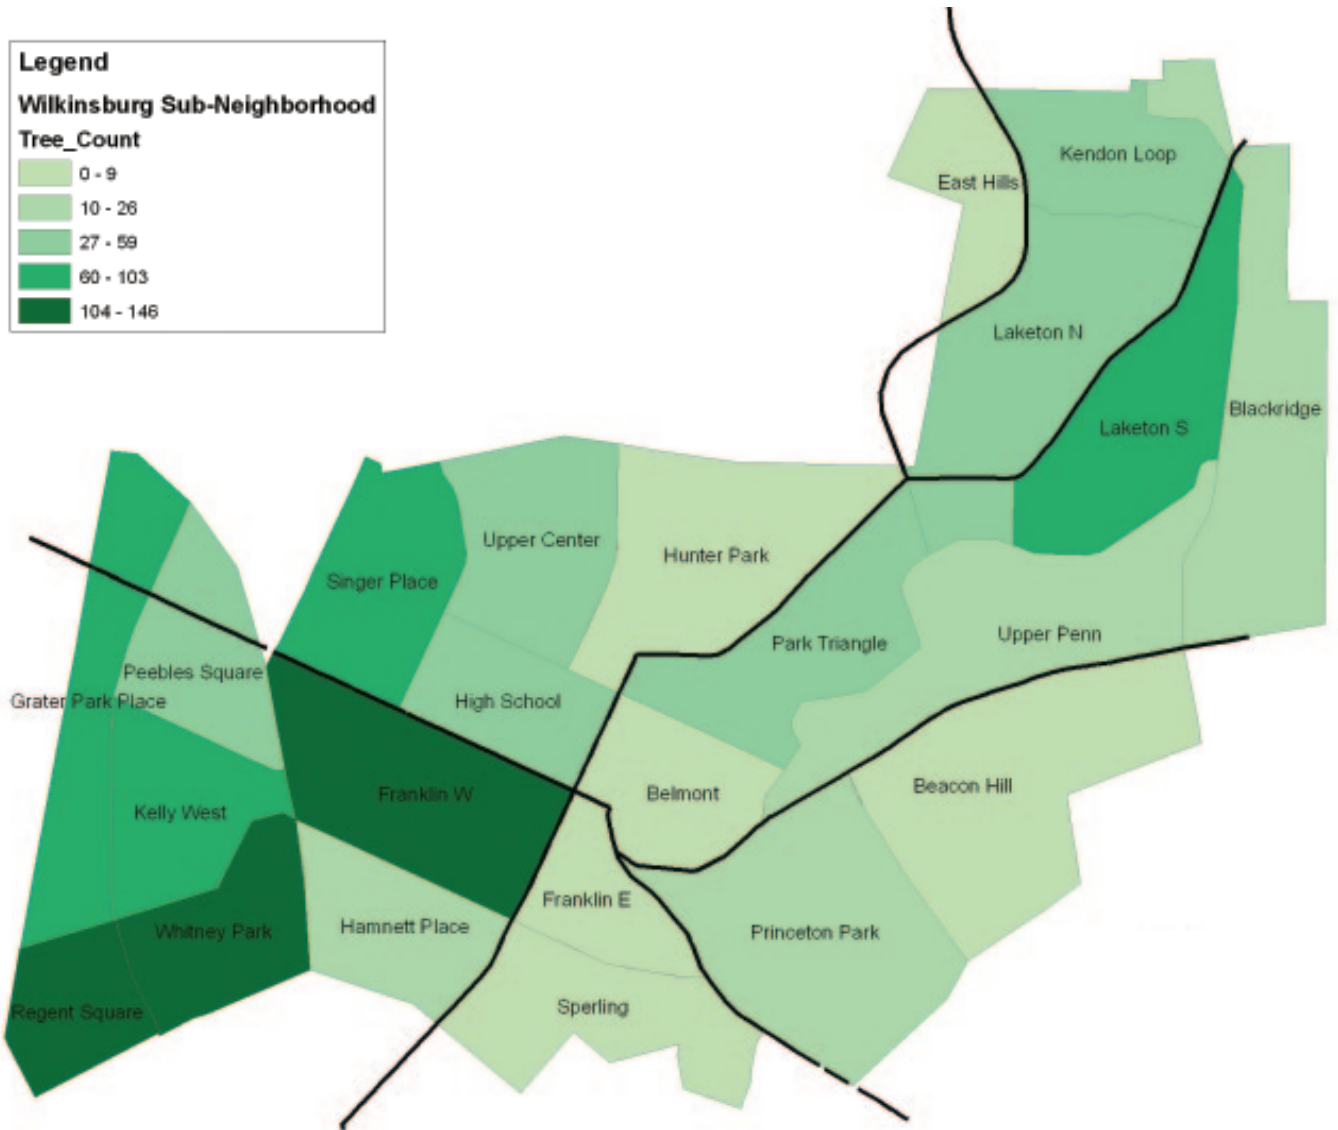 Legend
Wilkinsburg Sub-Neighborhood
Tree_Count
0 - 9
10 - 26
27 - 59
60 - 103
104 - 146
Kendon Loop
East Hills
Laketon N
Blackridge
Laketon S
Upper Center
Hunter Park
Singer Place
Upper Penn
Park Triangle
Peebles Square
Grater Park Place
High School
Beacon Hill
Franklin W
Belmont
Kelly West
Franklin E
Hamnett Place
Whitney Park
Princeton Park
Sperling
Regent Square